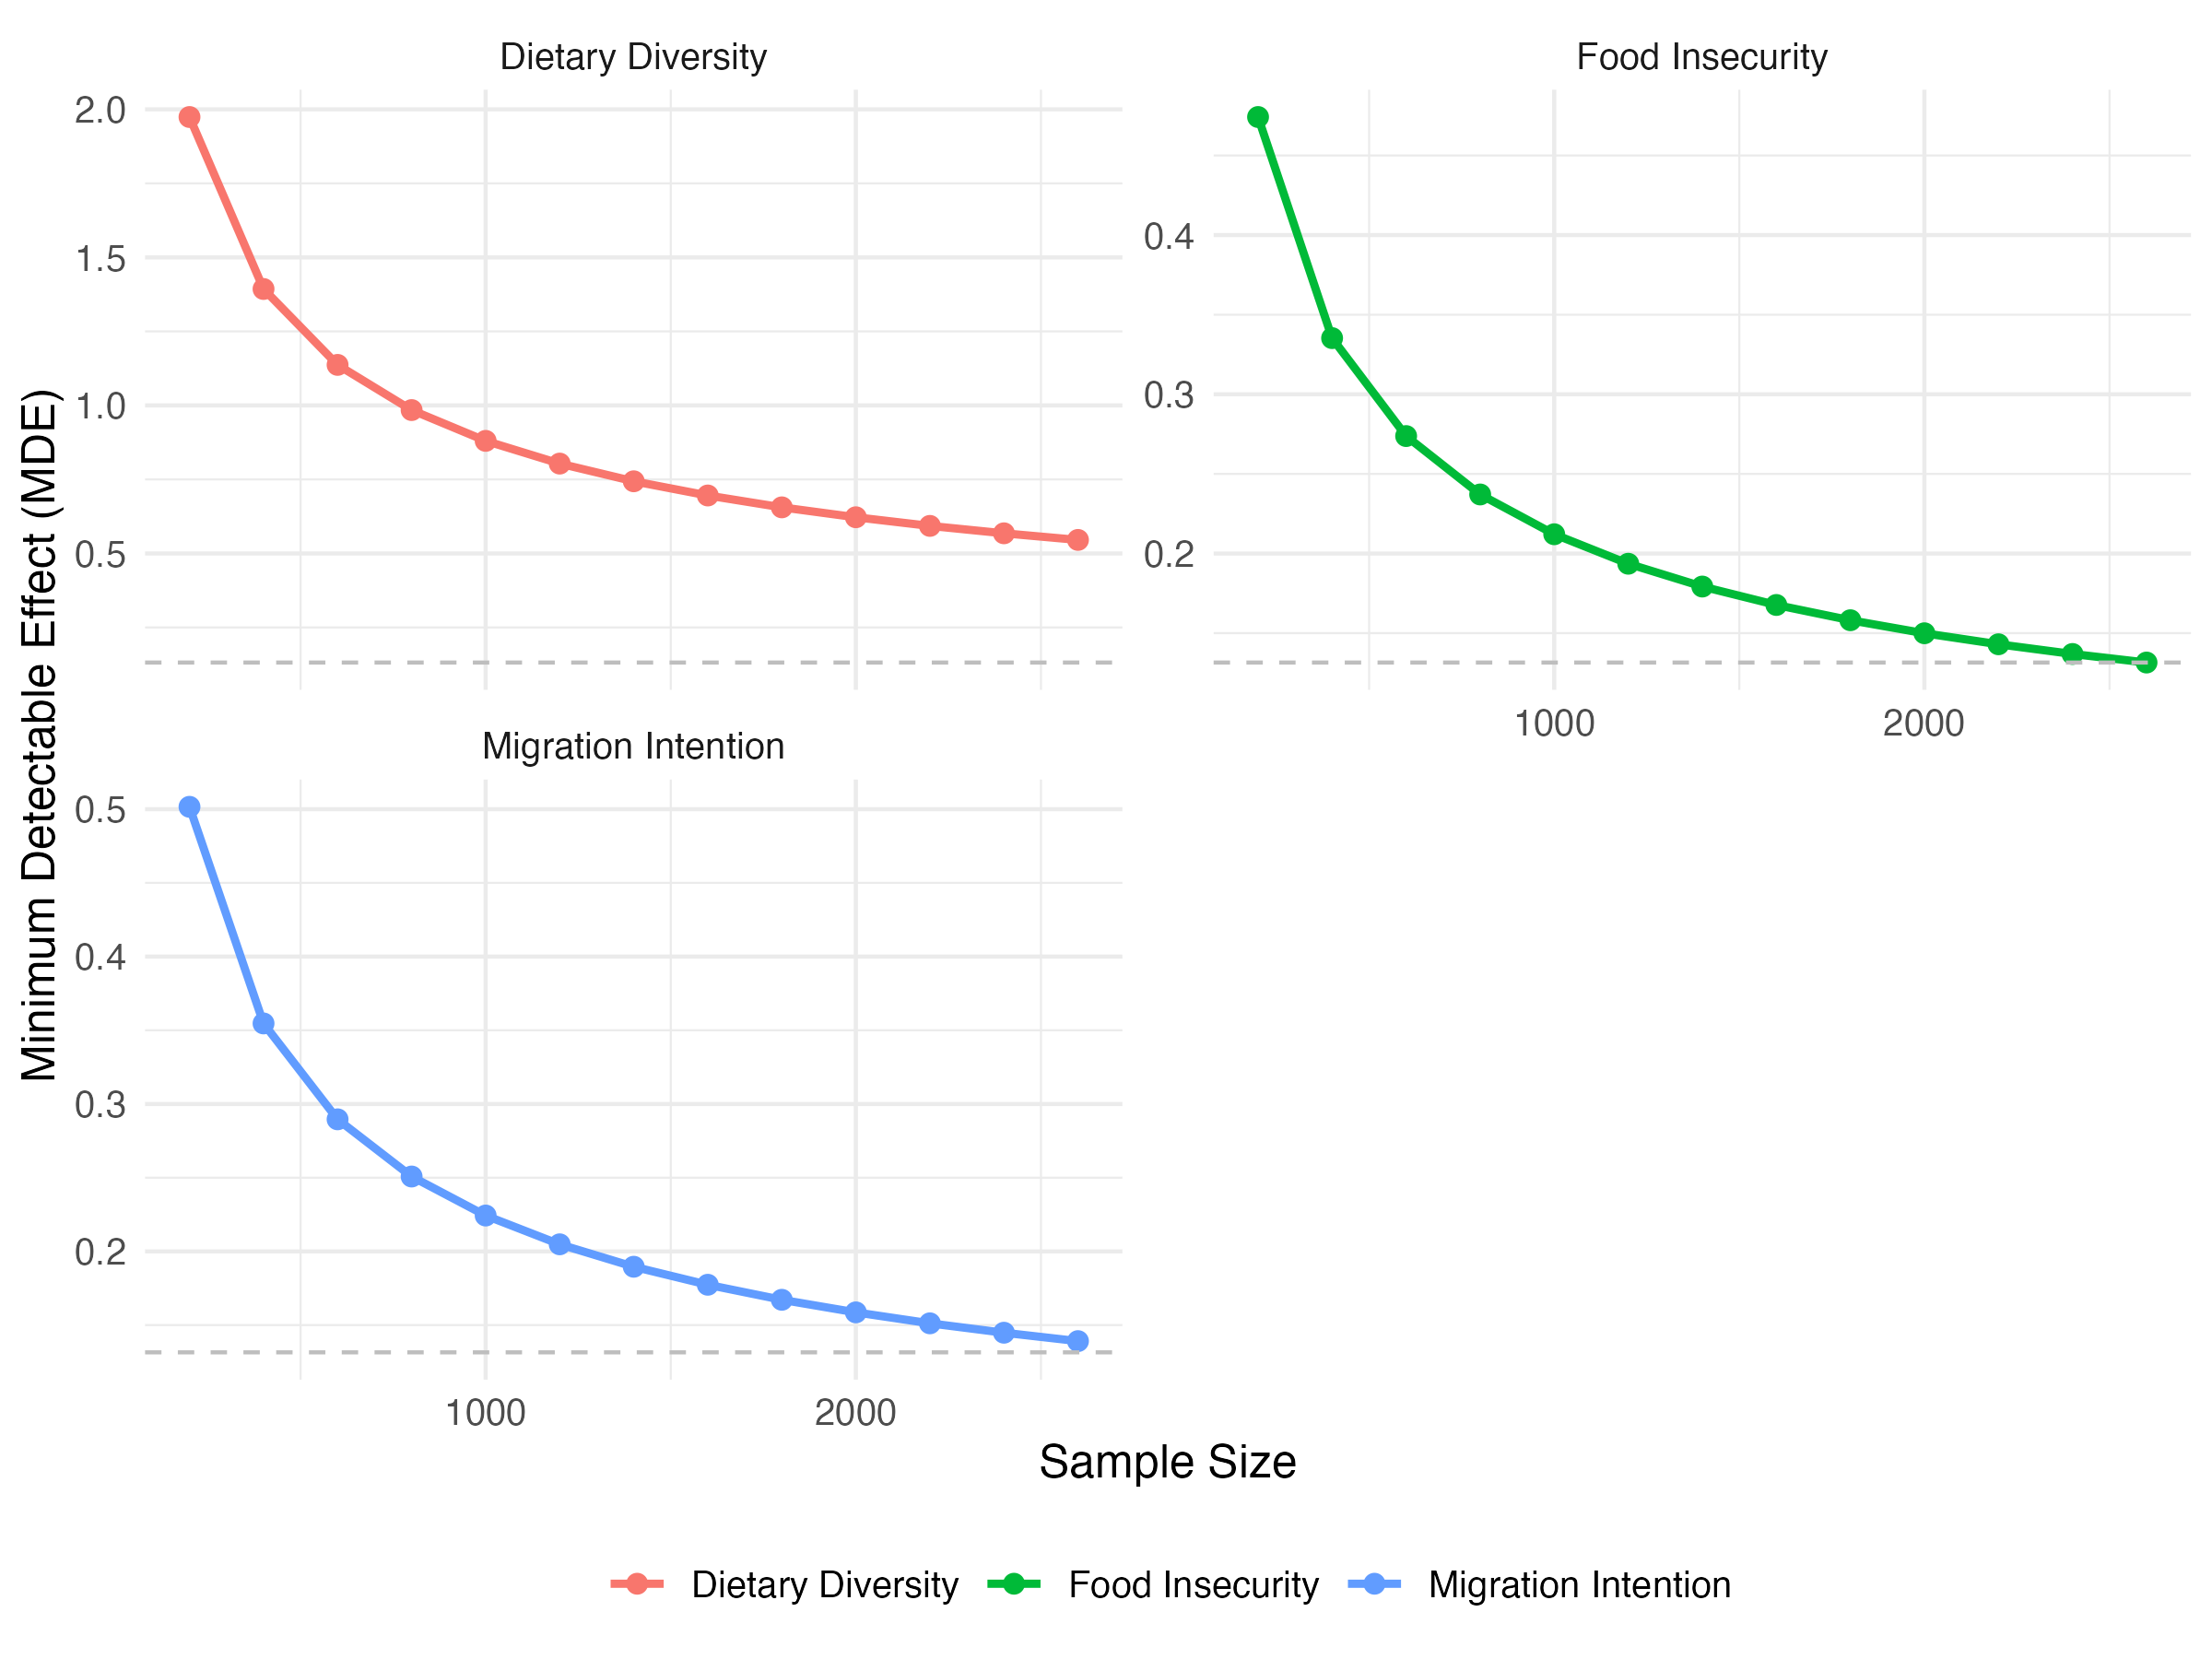 Dietary Diversity
Food Insecurity
2.0
1.5
1.0
0.5
0.4
0.3
0.2
1000 2000
Migration Intention
0.5
0.4
0.3
0.2
1000 2000
Minimum Detectable Effect (MDE)
Sample Size
Dietary Diversity Food Insecurity Migration Intention